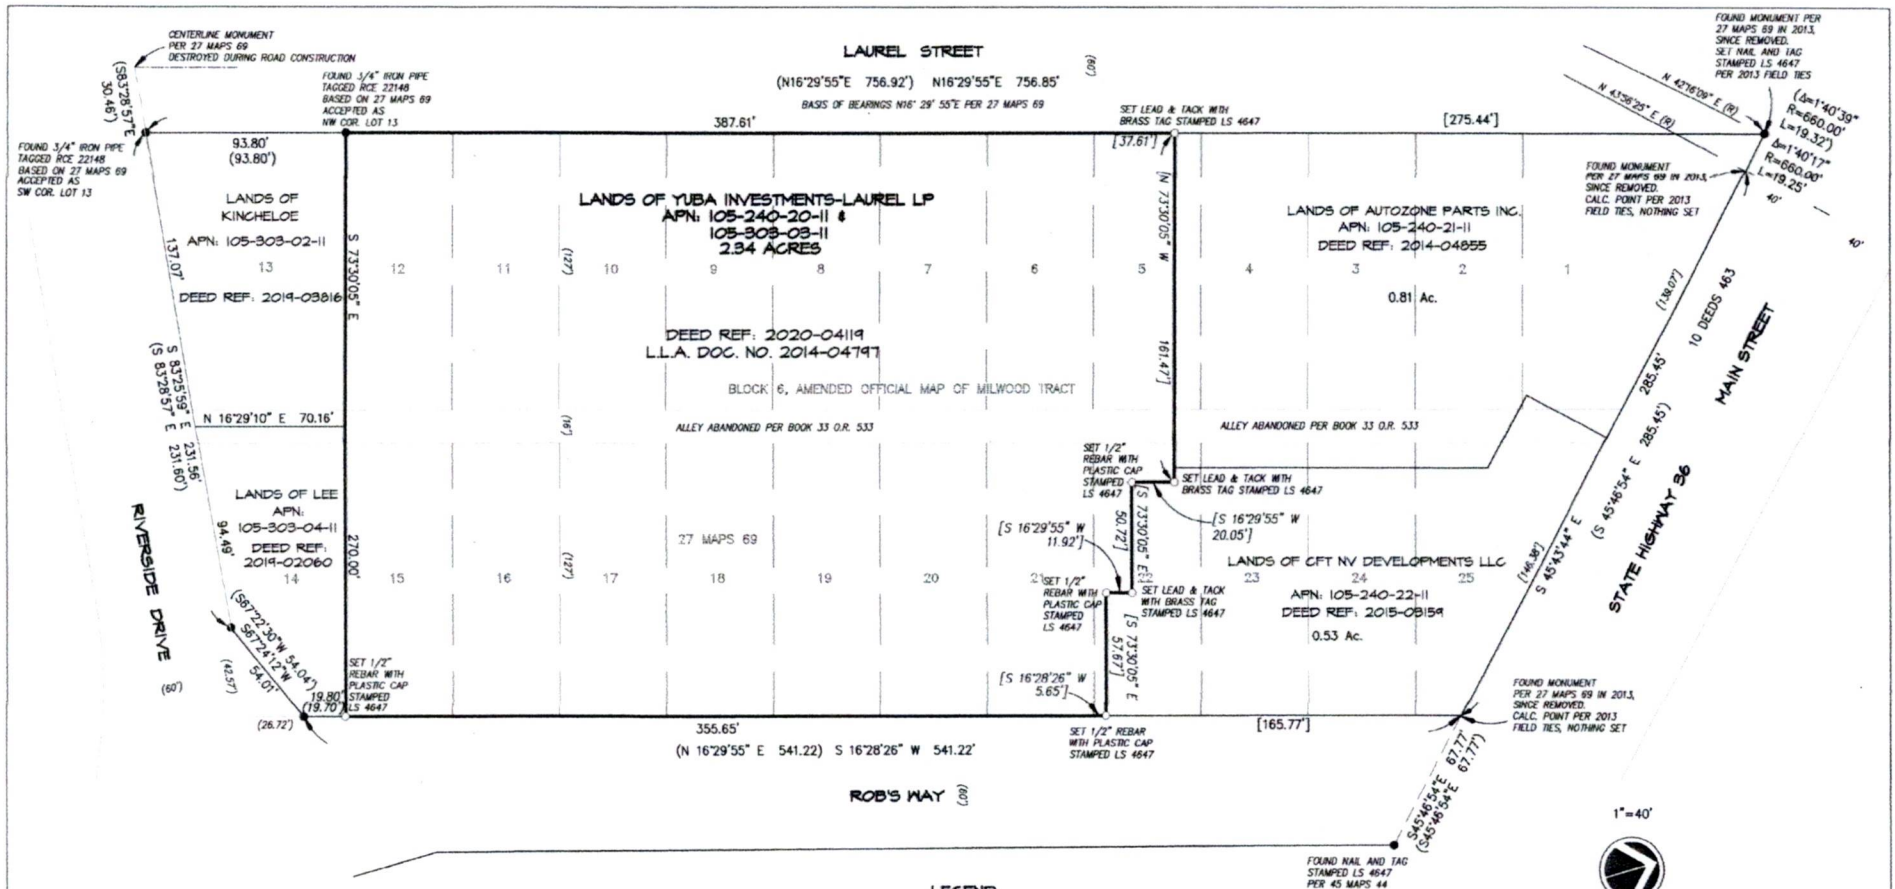 CENTERLINE MONUMENT
PER 27 MAPS 69
DESTROYED DURING ROAD CONSTRUCTION
(S83°28'57"E
30.46')
FOUND 3/4" IRON PIPE
TAGGED RCE 22148
BASED ON 27 MAPS 69
ACCEPTED AS
SW COR. LOT 13
FOUND 3/4" IRON PIPE
TAGGED RCE 22148
BASED ON 27 MAPS 69
ACCEPTED AS
NW COR. LOT 13
LAUREL STREET
(60')
(N16°29'55"E 756.92') N16°29'55"E 756.85'
BASIS OF BEARINGS N16° 29' 55"E PER 27 MAPS 69
387.61'
SET LEAD & TACK WITH
BRASS TAG STAMPED LS 4647
[37.61']
[275.44']
FOUND MONUMENT PER
27 MAPS 69 IN 2013,
SINCE REMOVED.
SET NAIL AND TAG
STAMPED LS 4647
PER 2013 FIELD TIES
N 42°16'09" E (R)
N 43°56'25" E (R)
(Δ=1°40'39"
R=660.00'
L=19.32')
Δ=1°40'17"
R=660.00'
L=19.25'
40'
40'
FOUND MONUMENT
PER 27 MAPS 69 IN 2013,
SINCE REMOVED.
CALC. POINT PER 2013
FIELD TIES, NOTHING SET
93.80'
(93.80')
LANDS OF
KINCHELOE
APN: 105-303-02-11
13
DEED REF: 2019-03816
137.07'
S 73°30'05" E
270.00'
LANDS OF YUBA INVESTMENTS-LAUREL LP
APN: 105-240-20-11 &
105-303-03-11
2.34 ACRES
[N 73°30'05" W
161.47']
LANDS OF AUTOZONE PARTS INC.
APN: 105-240-21-11
DEED REF: 2014-04855
0.81 Ac.
12 11 (127') 10 9 8 7 6 5 4 3 2 1
DEED REF: 2020-04119
L.L.A. DOC. NO. 2014-04797
BLOCK 6, AMENDED OFFICIAL MAP OF MILWOOD TRACT
(139.07')
285.45'
10 DEEDS 463
MAIN STREET
S 83°25'59" E 231.56'
(S 83°28'57" E 231.60')
N 16°29'10" E 70.16'
(16')
ALLEY ABANDONED PER BOOK 33 O.R. 533
ALLEY ABANDONED PER BOOK 33 O.R. 533
SET 1/2"
REBAR WITH
PLASTIC CAP
STAMPED
LS 4647
SET LEAD & TACK WITH
BRASS TAG STAMPED LS 4647
[S 16°29'55" W
20.05']
[S 73°30'05" E
50.72']
[S 16°29'55" W
11.92']
(S 45°46'54" E 285.45')
S 45°43'44" E
[146.38']
STATE HIGHWAY 36
LANDS OF LEE
APN:
105-303-04-11
DEED REF:
2019-02060
94.49'
RIVERSIDE DRIVE
(60')
27 MAPS 69
LANDS OF CFT NV DEVELOPMENTS LLC
APN: 105-240-22-11
DEED REF: 2015-03159
0.53 Ac.
14 15 16 (127') 17 18 19 20 21 22 23 24 25
SET 1/2"
REBAR WITH
PLASTIC CAP
STAMPED
LS 4647
SET LEAD & TACK
WITH BRASS TAG
STAMPED LS 4647
[S 73°30'05" E
57.67']
(S67°22'30"W 54.04')
S67°24'12"W
54.01'
(42.57')
19.80'
(19.70')
(26.72')
SET 1/2"
REBAR WITH
PLASTIC CAP
STAMPED
LS 4647
[S 16°28'26" W
5.65']
355.65'
(N 16°29'55" E 541.22) S 16°28'26" W 541.22'
SET 1/2" REBAR
WITH PLASTIC CAP
STAMPED LS 4647
[165.77']
FOUND MONUMENT
PER 27 MAPS 69 IN 2013,
SINCE REMOVED.
CALC. POINT PER 2013
FIELD TIES, NOTHING SET
ROB'S WAY (60')
S45°46'54"E 67.77'
(S45°46'54"E 67.77')
1"=40'
FOUND NAIL AND TAG
STAMPED LS 4647
PER 45 MAPS 44
LEGEND